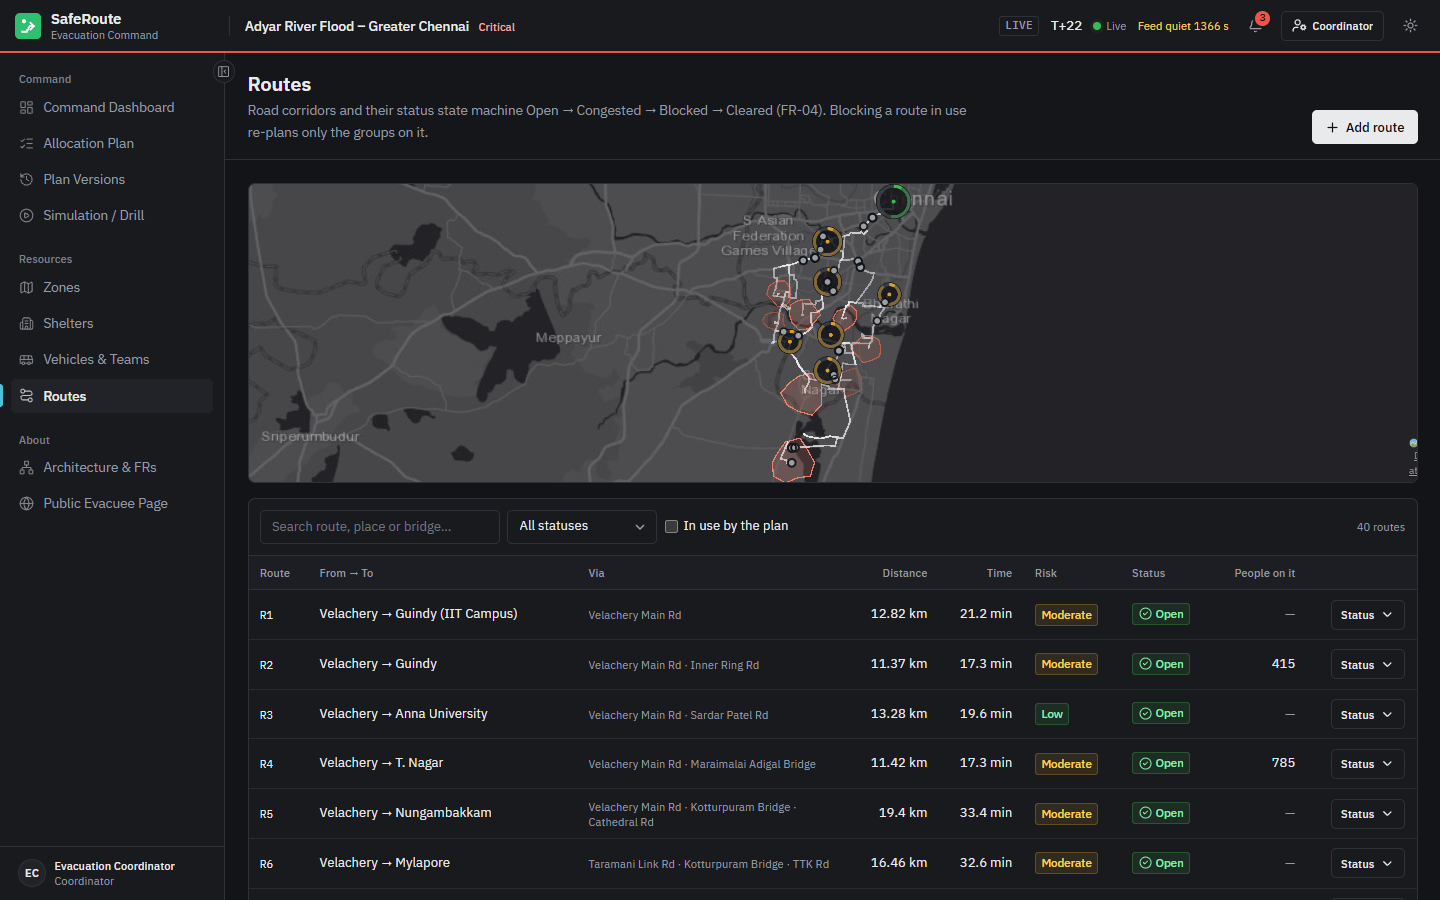 SafeRoute
Evacuation Command
Adyar River Flood – Greater Chennai Critical
LIVE T+22 Live Feed quiet 1366 s 3 Coordinator
Command
Command Dashboard
Allocation Plan
Plan Versions
Simulation / Drill
Resources
Zones
Shelters
Vehicles & Teams
Routes
About
Architecture & FRs
Public Evacuee Page
EC Evacuation Coordinator
Coordinator
Routes
Road corridors and their status state machine Open → Congested → Blocked → Cleared (FR-04). Blocking a route in use
re-plans only the groups on it.
+ Add route
nnai
S Asian
Federation
Games Village
Nagar
Meppayur
Nagar
Sriperumbudur
Search route, place or bridge...
All statuses
In use by the plan
40 routes
Route From → To Via Distance Time Risk Status People on it
R1 Velachery → Guindy (IIT Campus) Velachery Main Rd 12.82 km 21.2 min Moderate Open — Status
R2 Velachery → Guindy Velachery Main Rd · Inner Ring Rd 11.37 km 17.3 min Moderate Open 415 Status
R3 Velachery → Anna University Velachery Main Rd · Sardar Patel Rd 13.28 km 19.6 min Low Open — Status
R4 Velachery → T. Nagar Velachery Main Rd · Maraimalai Adigal Bridge 11.42 km 17.3 min Moderate Open 785 Status
R5 Velachery → Nungambakkam Velachery Main Rd · Kotturpuram Bridge ·
Cathedral Rd 19.4 km 33.4 min Moderate Open — Status
R6 Velachery → Mylapore Taramani Link Rd · Kotturpuram Bridge · TTK Rd 16.46 km 32.6 min Moderate Open — Status